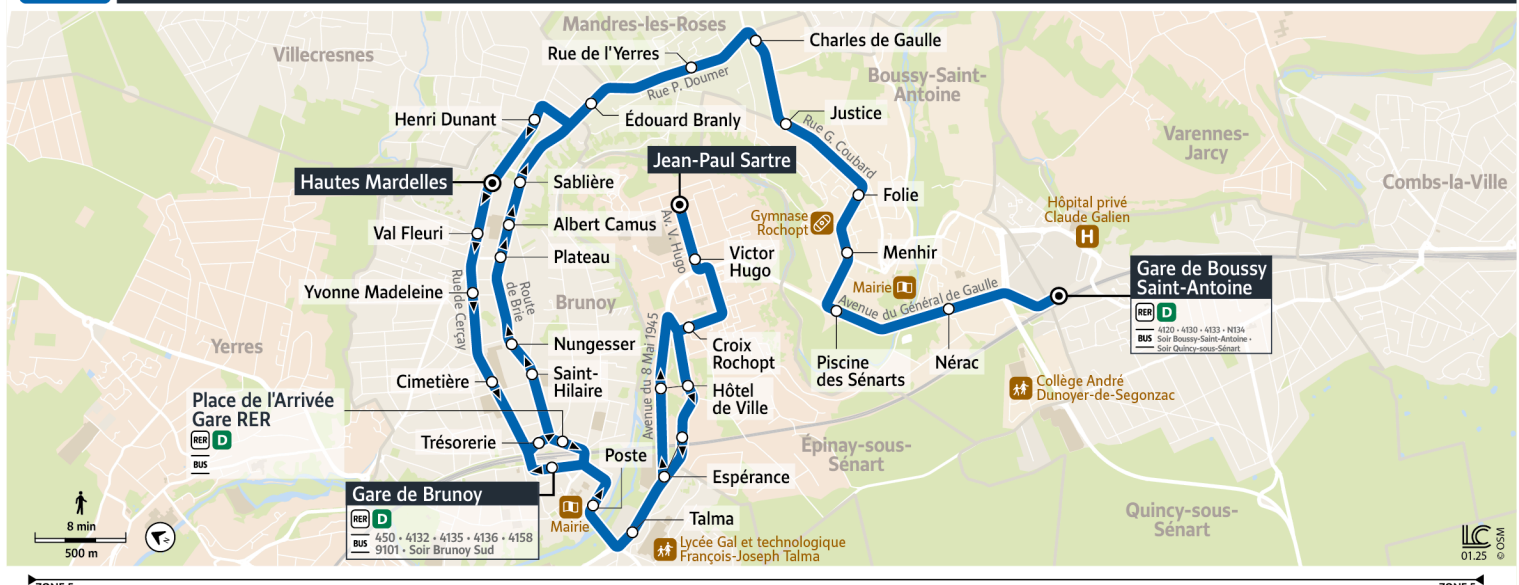 Mandres-les-Roses
Villecresnes
Rue de l'Yerres
Charles de Gaulle
Rue P. Doumer
Boussy-Saint-
Antoine
Henri Dunant
Édouard Branly
Justice
Rue G. Coubard
Varennes-
Jarcy
Jean-Paul Sartre
Hautes Mardelles
Sablière
Combs-la-Ville
Folie
Hôpital privé
Claude Galien
H
Gymnase
Rochopt
Av. V. Hugo
Val Fleuri
Albert Camus
Plateau
Victor
Hugo
Menhir
Gare de Boussy
Saint-Antoine
RER D
BUS
4120 • 4130 • 4133 • N134
Soir Boussy-Saint-Antoine •
Soir Quincy-sous-Sénart
Mairie
Avenue du Général de Gaulle
Yvonne Madeleine
Rue de Cerçay
Route
de Brie
Brunoy
Avenue du 8 Mai 1945
Yerres
Nungesser
Croix
Rochopt
Piscine
des Sénarts
Nérac
Cimetière
Saint-
Hilaire
Hôtel
de Ville
Collège André
Dunoyer-de-Segonzac
Place de l'Arrivée
Gare RER
RER D
BUS
Trésorerie
Poste
Épinay-sous-
Sénart
Espérance
Gare de Brunoy
RER D
BUS
450 • 4132 • 4135 • 4136 • 4158
9101 • Soir Brunoy Sud
Mairie
Talma
Quincy-sous-
Sénart
Lycée Gal et technologique
François-Joseph Talma
8 min
500 m
LC
01.25
© OSM